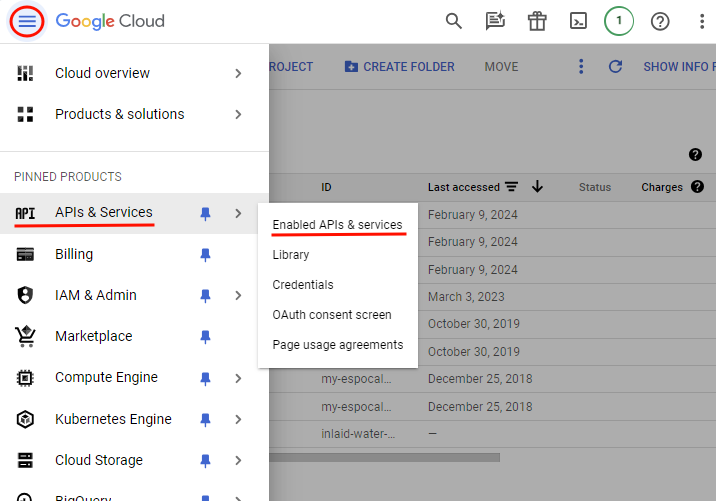 Google Cloud
1
Cloud overview
Products & solutions
PINNED PRODUCTS
API APIs & Services
Billing
IAM & Admin
Marketplace
Compute Engine
Kubernetes Engine
Cloud Storage
BigQuery
Enabled APIs & services
Library
Credentials
OAuth consent screen
Page usage agreements
CREATE FOLDER
MOVE
SHOW INFO
ID
Last accessed
Status
Charges
February 9, 2024
February 9, 2024
February 9, 2024
March 3, 2023
October 30, 2019
October 30, 2019
my-espocal... December 25, 2018
my-espocal... December 25, 2018
inlaid-water-... —